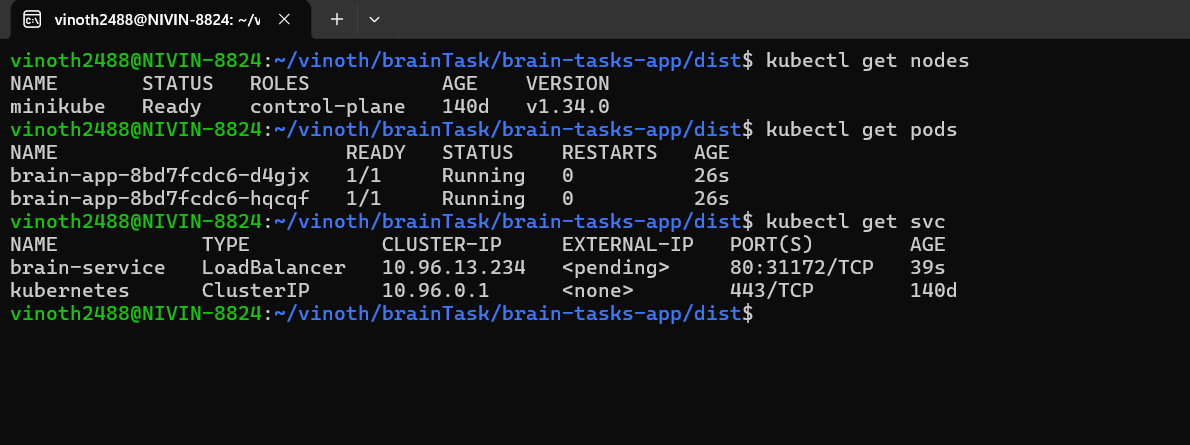 vinoth2488@NIVIN-8824: ~/v
vinoth2488@NIVIN-8824:~/vinoth/brainTask/brain-tasks-app/dist$ kubectl get nodes
NAME       STATUS   ROLES           AGE    VERSION
minikube   Ready    control-plane   140d   v1.34.0
vinoth2488@NIVIN-8824:~/vinoth/brainTask/brain-tasks-app/dist$ kubectl get pods
NAME                        READY   STATUS    RESTARTS   AGE
brain-app-8bd7fcdc6-d4gjx   1/1     Running   0          26s
brain-app-8bd7fcdc6-hqcqf   1/1     Running   0          26s
vinoth2488@NIVIN-8824:~/vinoth/brainTask/brain-tasks-app/dist$ kubectl get svc
NAME            TYPE           CLUSTER-IP     EXTERNAL-IP   PORT(S)        AGE
brain-service   LoadBalancer   10.96.13.234   <pending>     80:31172/TCP   39s
kubernetes      ClusterIP      10.96.0.1      <none>        443/TCP        140d
vinoth2488@NIVIN-8824:~/vinoth/brainTask/brain-tasks-app/dist$